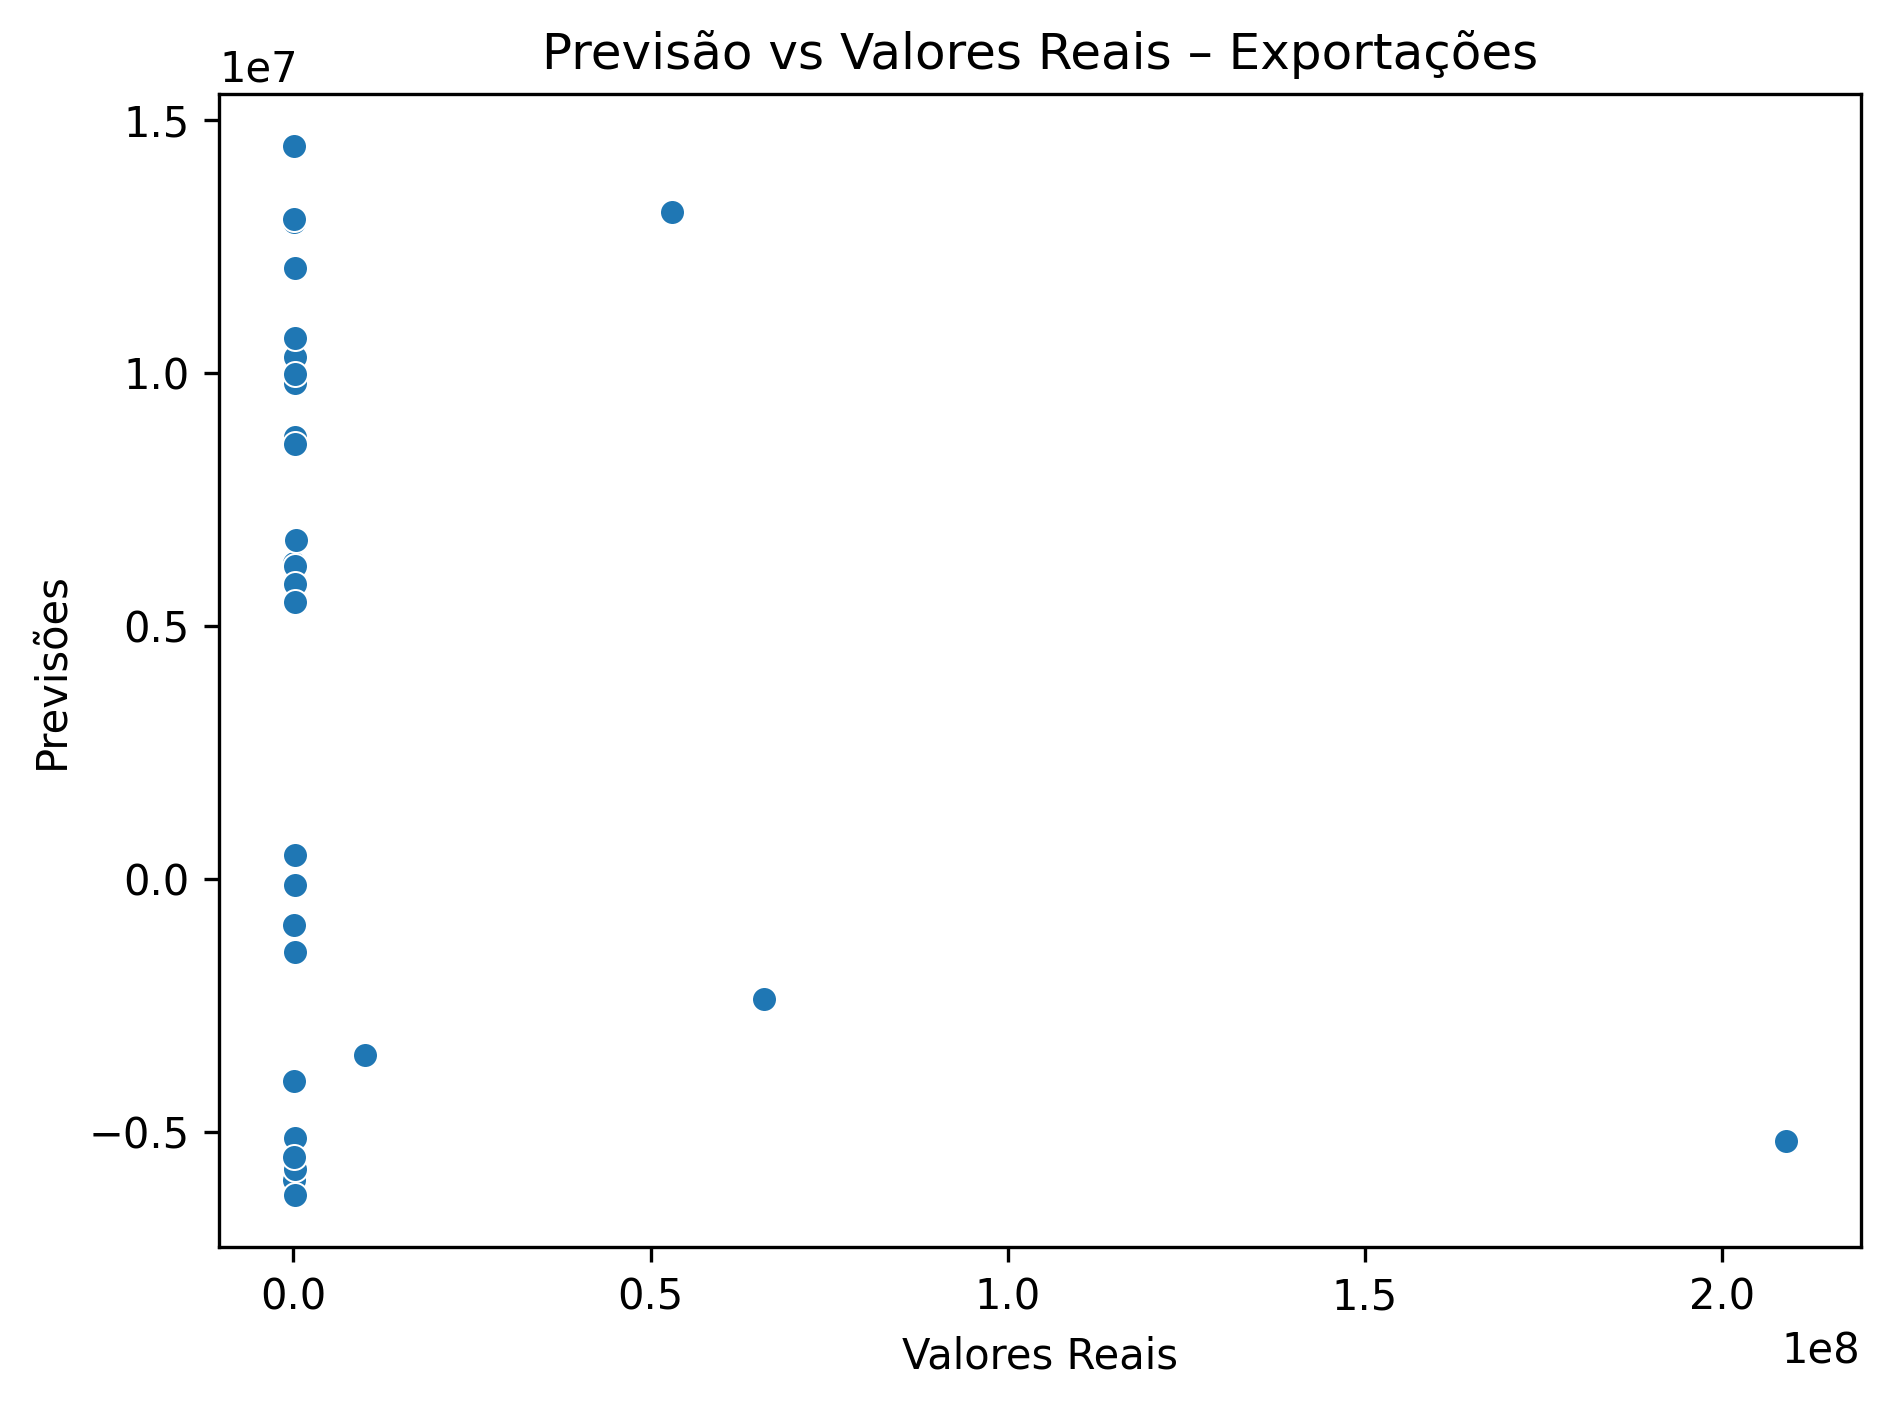 Previsão vs Valores Reais – Exportações
1e7
1.5
1.0
0.5
0.0
−0.5
Previsões
0.0 0.5 1.0 1.5 2.0
1e8
Valores Reais